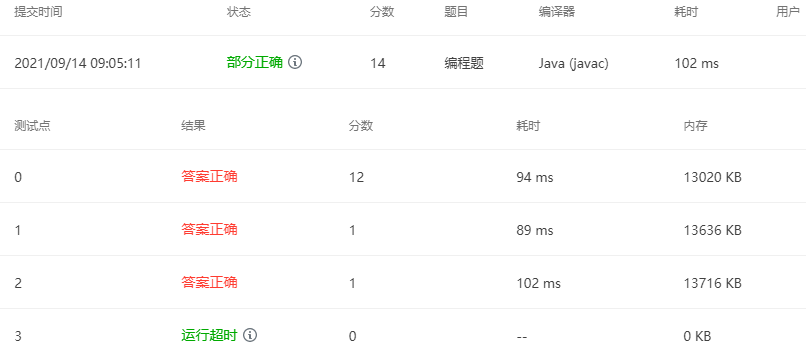 提交时间 状态 分数 题目 编译器 耗时 用户
2021/09/14 09:05:11 部分正确 14 编程题 Java (javac) 102 ms
测试点 结果 分数 耗时 内存
0 答案正确 12 94 ms 13020 KB
1 答案正确 1 89 ms 13636 KB
2 答案正确 1 102 ms 13716 KB
3 运行超时 0 -- 0 KB